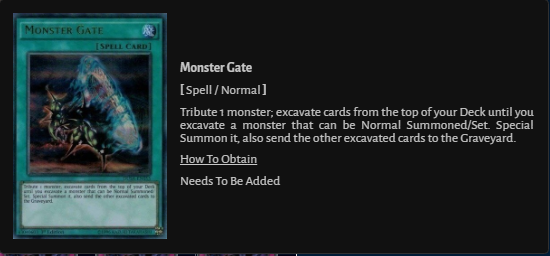 MONSTER GATE
[SPELL CARD]
Tribute 1 monster; excavate cards from the top of your Deck
until you excavate a monster that can be Normal Summoned/
Set. Special Summon it, also send the other excavated cards to
the Graveyard.
1st Edition
Monster Gate
[ Spell / Normal ]
Tribute 1 monster; excavate cards from the top of your Deck until you
excavate a monster that can be Normal Summoned/Set. Special
Summon it, also send the other excavated cards to the Graveyard.
How To Obtain
Needs To Be Added